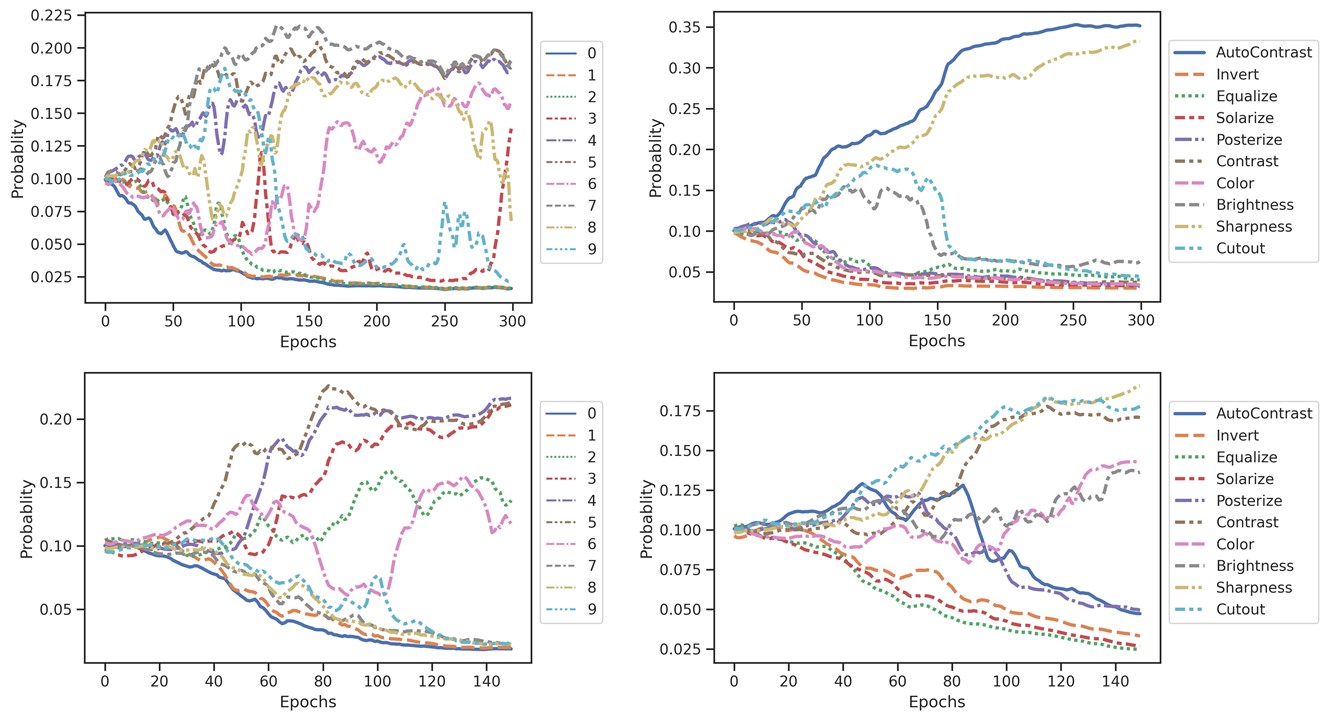 0.225
0.200
0.175
0.150
0.125
0.100
0.075
0.050
0.025
Probablity
0 50 100 150 200 250 300
Epochs
0
1
2
3
4
5
6
7
8
9
0.35
0.30
0.25
0.20
0.15
0.10
0.05
Probablity
0 50 100 150 200 250 300
Epochs
AutoContrast
Invert
Equalize
Solarize
Posterize
Contrast
Color
Brightness
Sharpness
Cutout
0.20
0.15
0.10
0.05
Probablity
0 20 40 60 80 100 120 140
Epochs
0
1
2
3
4
5
6
7
8
9
0.175
0.150
0.125
0.100
0.075
0.050
0.025
Probablity
0 20 40 60 80 100 120 140
Epochs
AutoContrast
Invert
Equalize
Solarize
Posterize
Contrast
Color
Brightness
Sharpness
Cutout